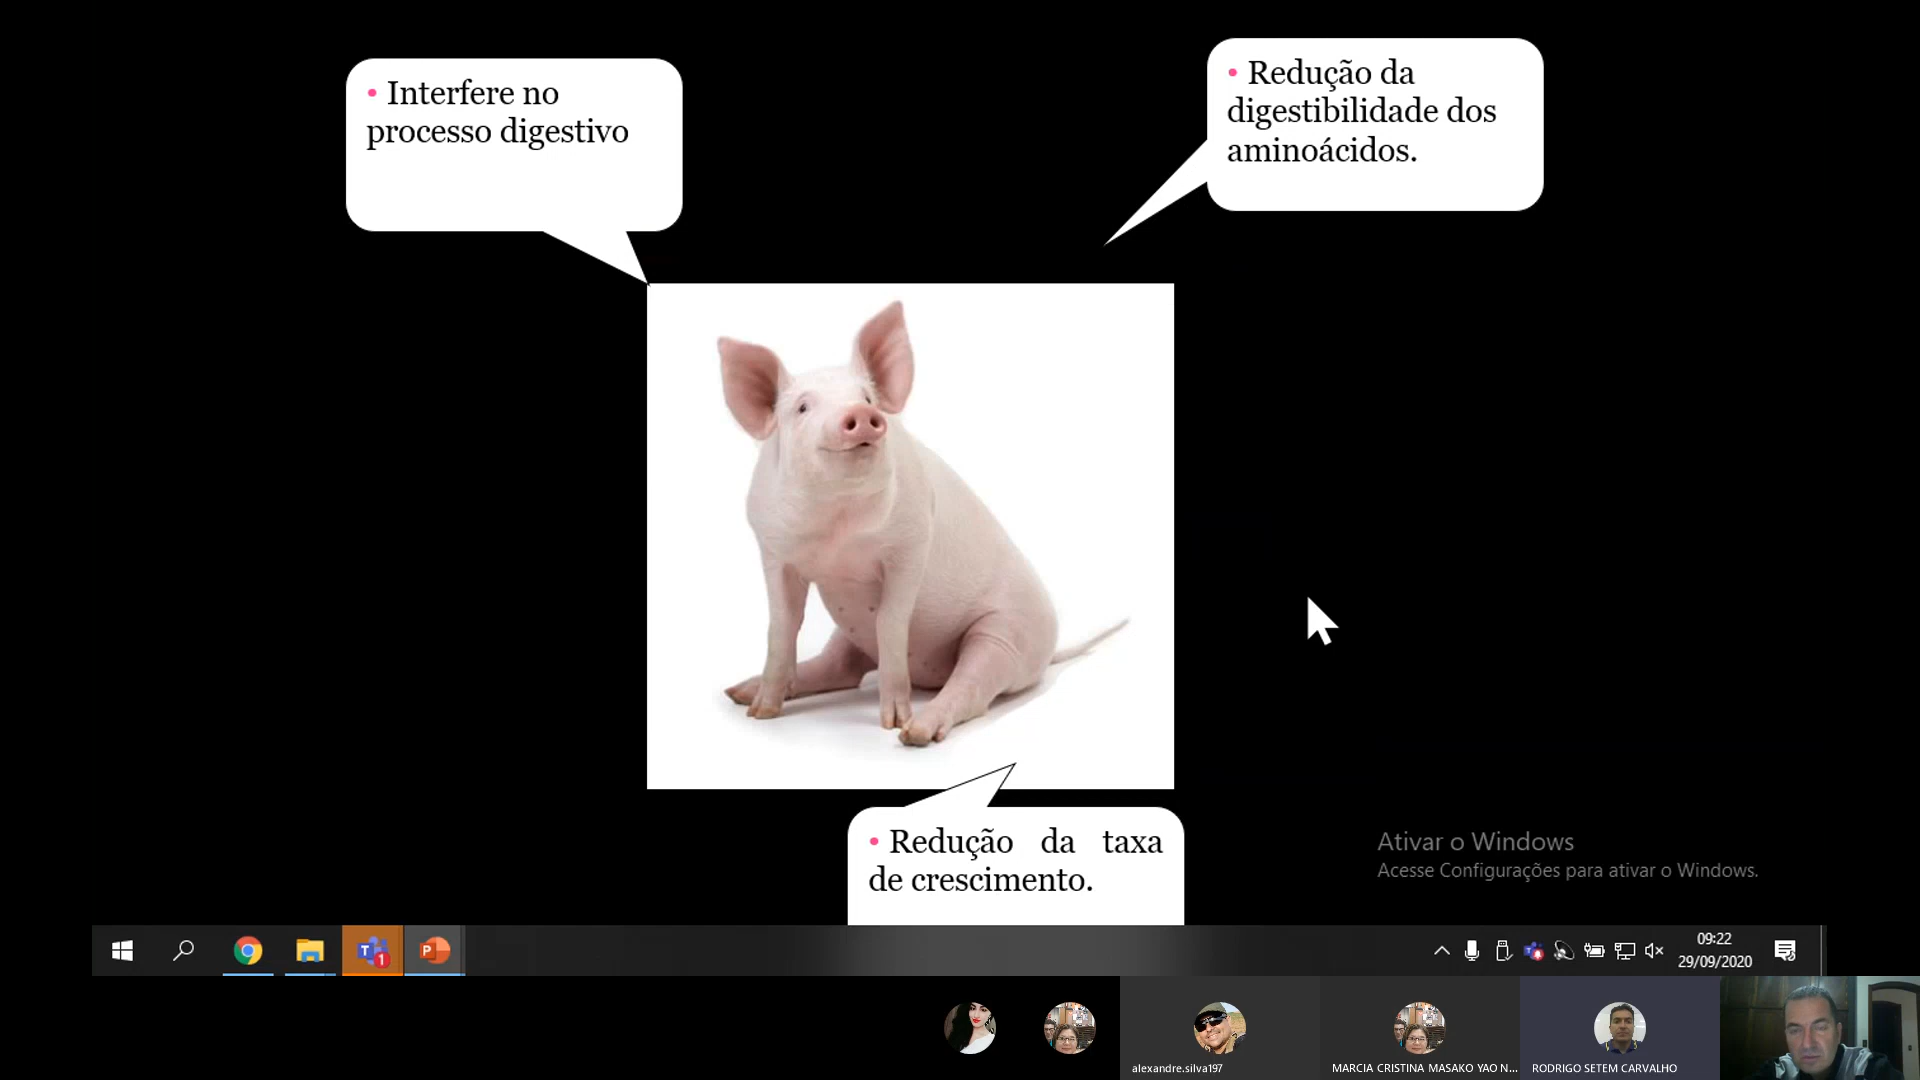 • Interfere no
processo digestivo
• Redução da
digestibilidade dos
aminoácidos.
• Redução da taxa
de crescimento.
Ativar o Windows
Acesse Configurações para ativar o Windows.
09:22
29/09/2020
1
alexandre.silva197
MARCIA CRISTINA MASAKO YAO N...
RODRIGO SETEM CARVALHO